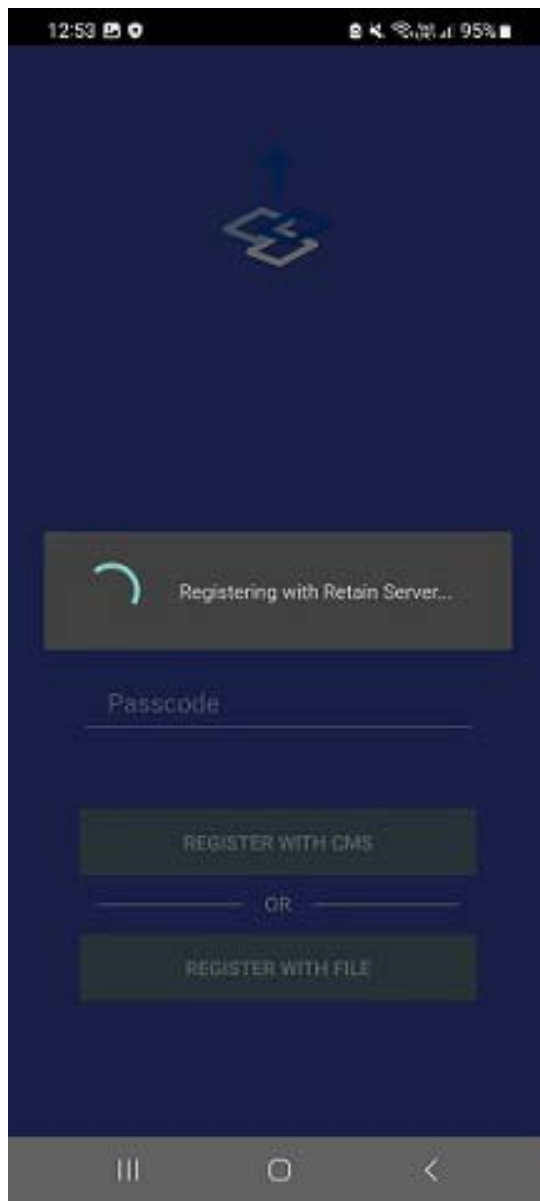 12:53
95%
Registering with Retain Server...
Passcode
REGISTER WITH CMS
OR
REGISTER WITH FILE